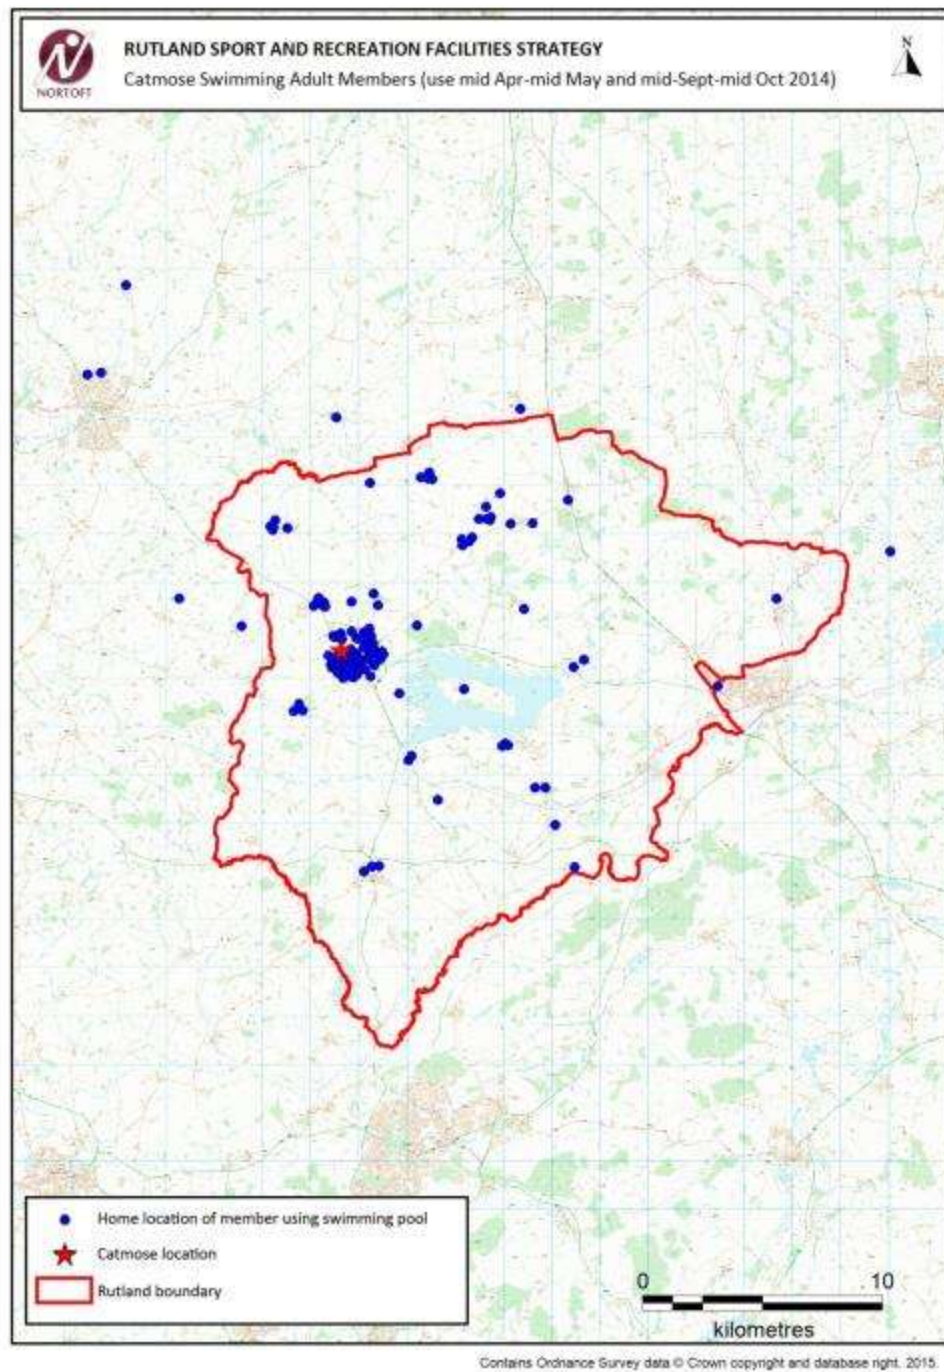 RUTLAND SPORT AND RECREATION FACILITIES STRATEGY
Catmose Swimming Adult Members (use mid Apr-mid May and mid-Sept-mid Oct 2014)
NORTOFT
N
Home location of member using swimming pool
Catmose location
Rutland boundary
0 10
kilometres
Contains Ordnance Survey data © Crown copyright and database right. 2015.